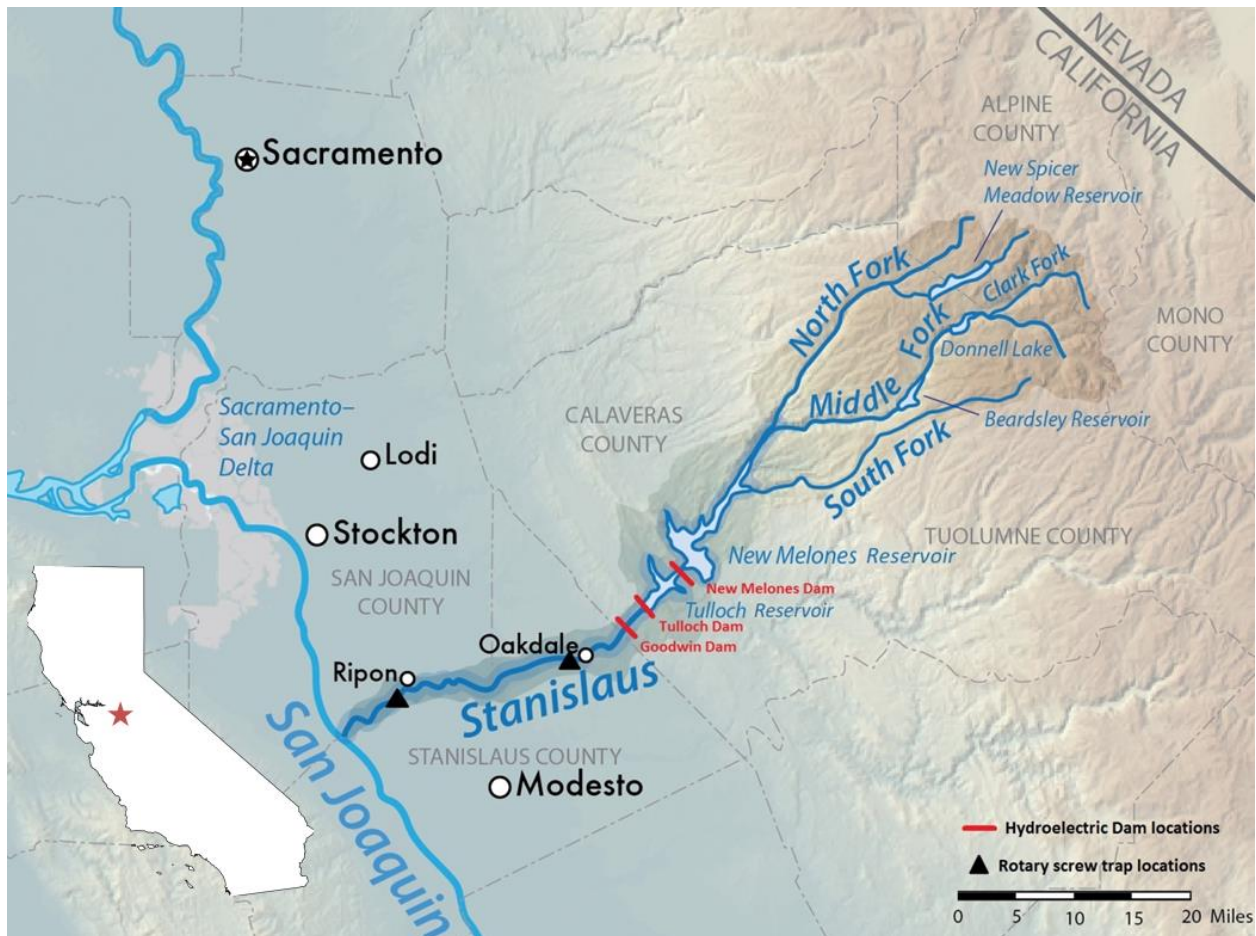 NEVADA
CALIFORNIA
ALPINE
COUNTY
Sacramento
New Spicer
Meadow Reservoir
North Fork
Clark Fork
MONO
COUNTY
Fork
Donnell Lake
Middle
Beardsley Reservoir
Sacramento–
San Joaquin
Delta
CALAVERAS
COUNTY
Lodi
South Fork
Stockton
TUOLUMNE COUNTY
New Melones Reservoir
SAN JOAQUIN
COUNTY
New Melones Dam
Tulloch Reservoir
Tulloch Dam
Goodwin Dam
Oakdale
Ripon
Stanislaus
San Joaquin
STANISLAUS COUNTY
Modesto
Hydroelectric Dam locations
Rotary screw trap locations
0 5 10 15 20 Miles